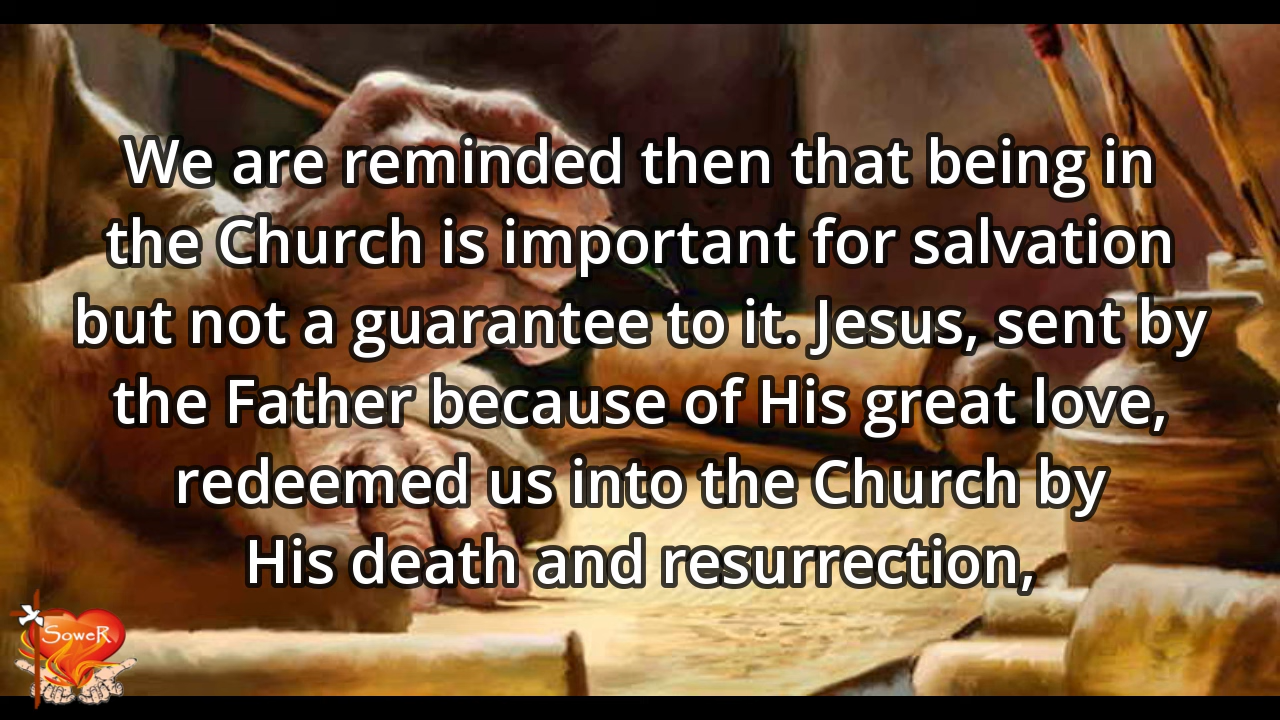 We are reminded then that being in
the Church is important for salvation
but not a guarantee to it. Jesus, sent by
the Father because of His great love,
redeemed us into the Church by
His death and resurrection,
SoweR